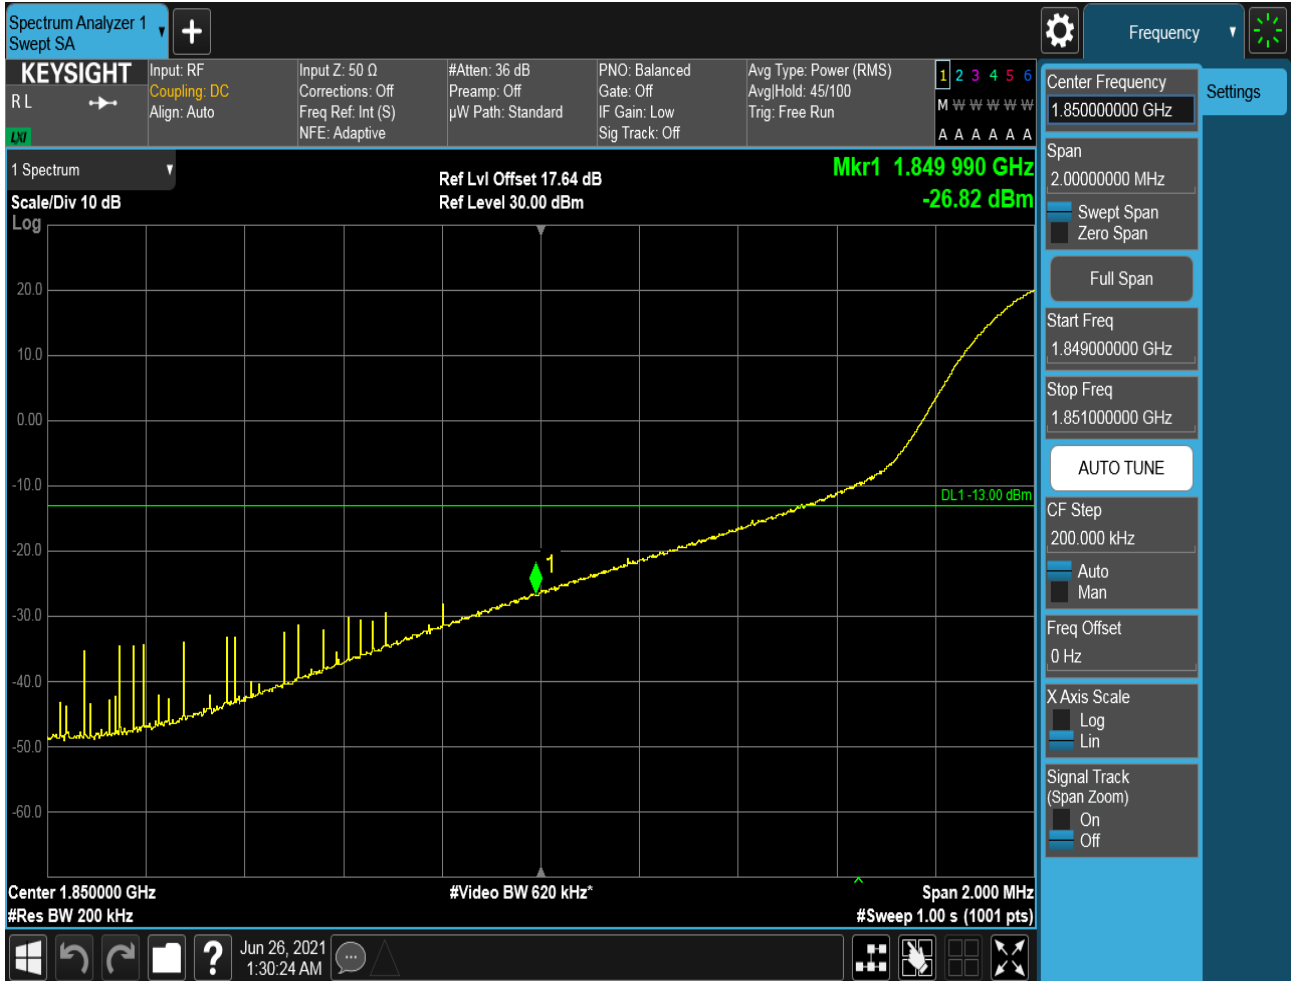 Spectrum Analyzer 1
Swept SA
+
Frequency
KEYSIGHT
R L
LXI
Input: RF
Coupling: DC
Align: Auto
Input Z: 50 Ω
Corrections: Off
Freq Ref: Int (S)
NFE: Adaptive
#Atten: 36 dB
Preamp: Off
µW Path: Standard
PNO: Balanced
Gate: Off
IF Gain: Low
Sig Track: Off
Avg Type: Power (RMS)
Avg|Hold: 45/100
Trig: Free Run
1 2 3 4 5 6
M W W W W W
A A A A A A
1 Spectrum
Scale/Div 10 dB
Log
Ref Lvl Offset 17.64 dB
Ref Level 30.00 dBm
Mkr1 1.849 990 GHz
-26.82 dBm
20.0
10.0
0.00
-10.0
-20.0
-30.0
-40.0
-50.0
-60.0
DL1 -13.00 dBm
1
Center 1.850000 GHz
#Res BW 200 kHz
#Video BW 620 kHz*
Span 2.000 MHz
#Sweep 1.00 s (1001 pts)
?
Jun 26, 2021
1:30:24 AM
Center Frequency
1.850000000 GHz
Settings
Span
2.00000000 MHz
Swept Span
Zero Span
Full Span
Start Freq
1.849000000 GHz
Stop Freq
1.851000000 GHz
AUTO TUNE
CF Step
200.000 kHz
Auto
Man
Freq Offset
0 Hz
X Axis Scale
Log
Lin
Signal Track
(Span Zoom)
On
Off